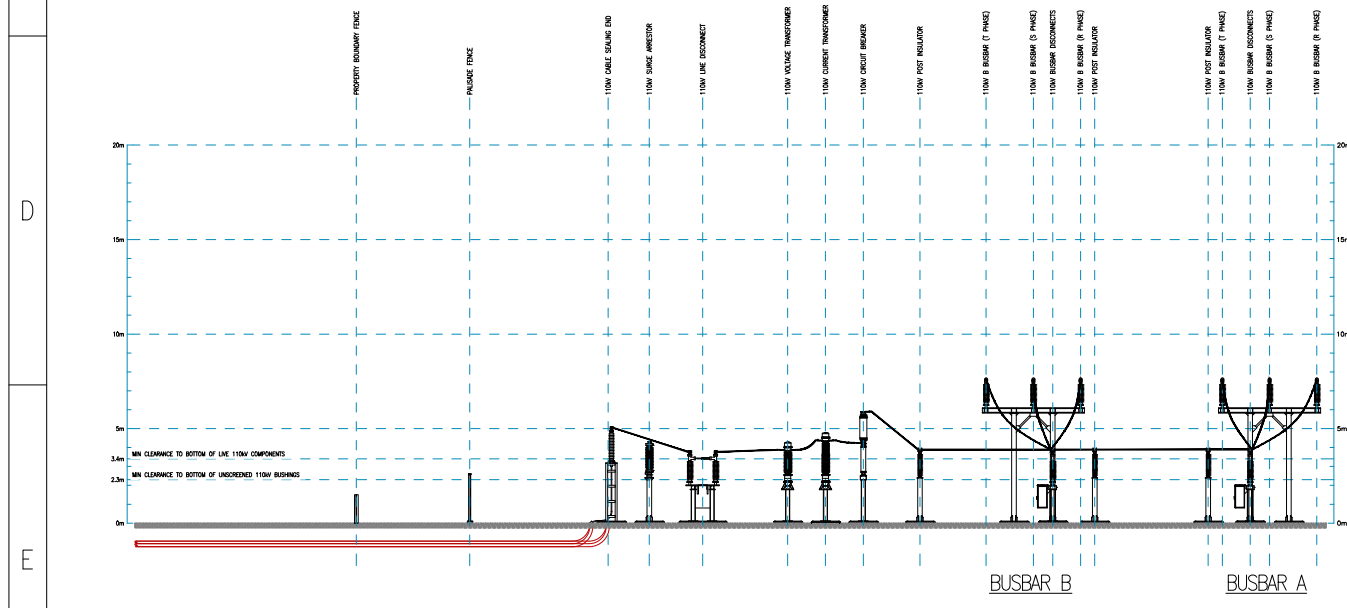 PROPERTY BOUNDARY FENCE
PALISADE FENCE
110kV CABLE SEALING END
110kV SURGE ARRESTOR
110kV LINE DISCONNECT
110kV VOLTAGE TRANSFORMER
110kV CURRENT TRANSFORMER
110kV CIRCUIT BREAKER
110kV POST INSULATOR
110kV B BUSBAR (T PHASE)
110kV B BUSBAR (S PHASE)
110kV BUSBAR DISCONNECTS
110kV B BUSBAR (R PHASE)
110kV POST INSULATOR
110kV POST INSULATOR
110kV B BUSBAR (T PHASE)
110kV BUSBAR DISCONNECTS
110kV B BUSBAR (S PHASE)
110kV B BUSBAR (R PHASE)
20m
20m
D
15m
15m
10m
10m
5m
5m
MIN CLEARANCE TO BOTTOM OF LIVE 110kV COMPONENTS
3.4m
3.4m
MIN CLEARANCE TO BOTTOM OF UNSCREENED 110kV BUSHINGS
2.3m
2.3m
0m
0m
E
BUSBAR B
BUSBAR A